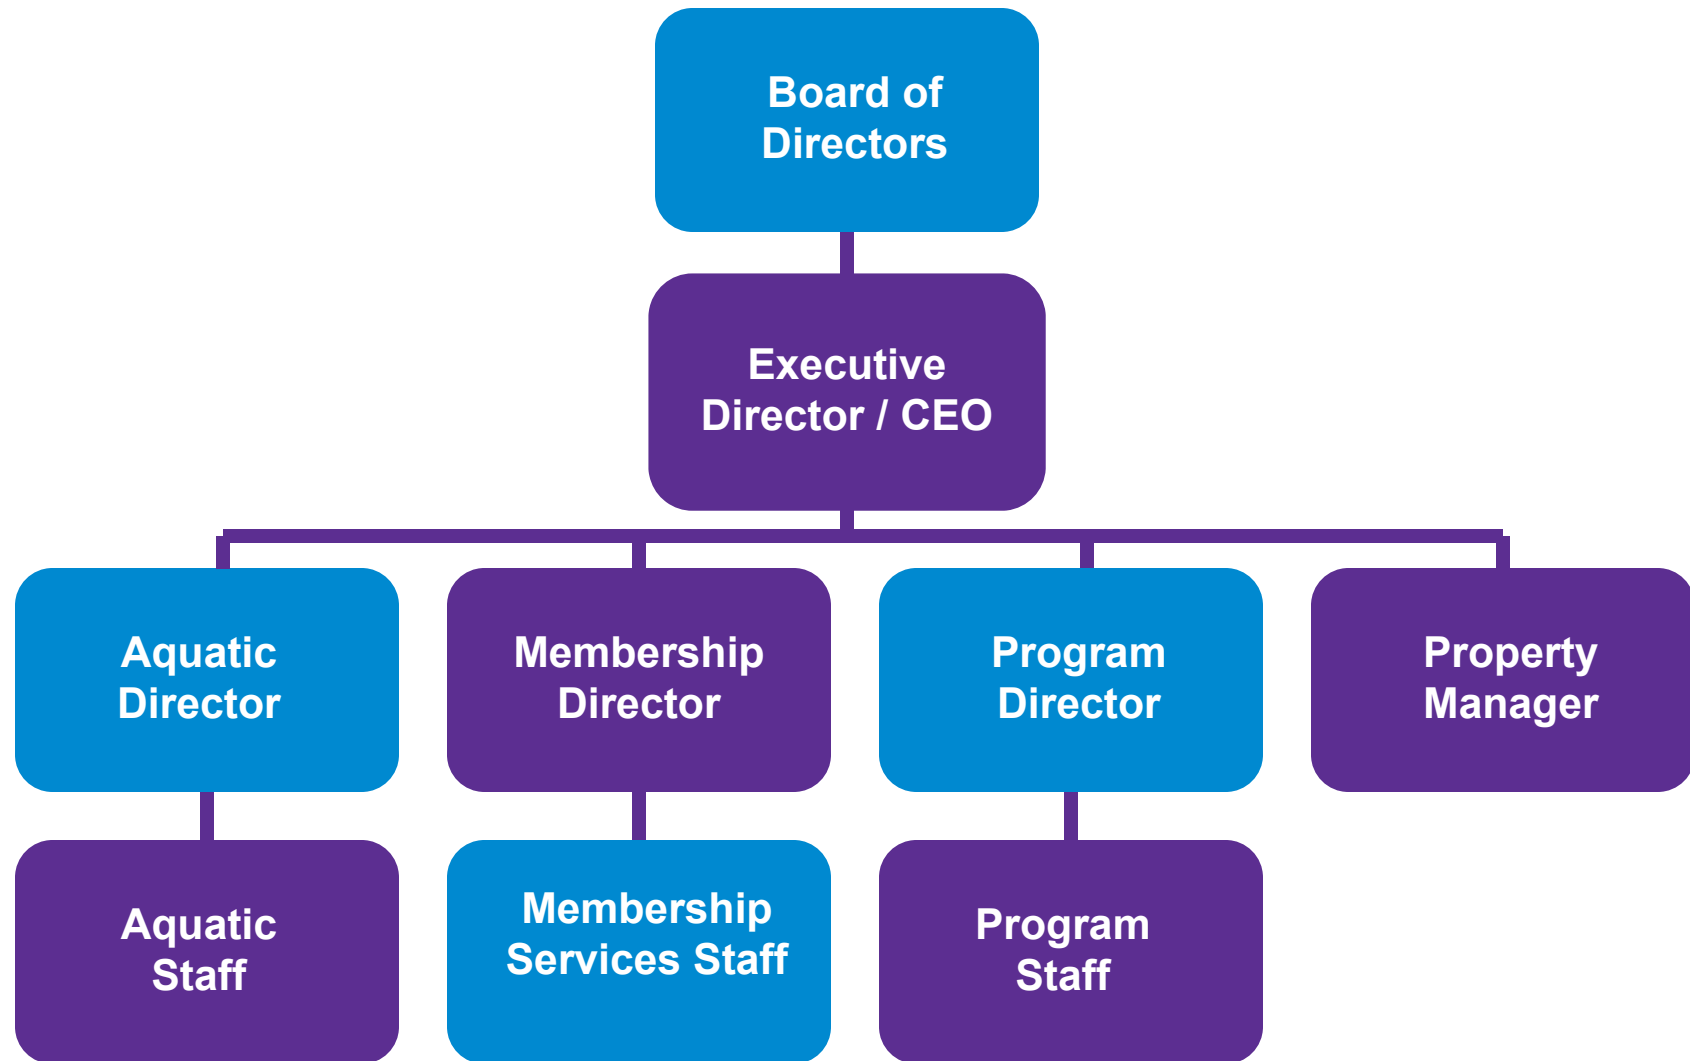 Board of
Directors
Executive
Director / CEO
Aquatic
Director
Membership
Director
Program
Director
Property
Manager
Aquatic
Staff
Membership
Services Staff
Program
Staff